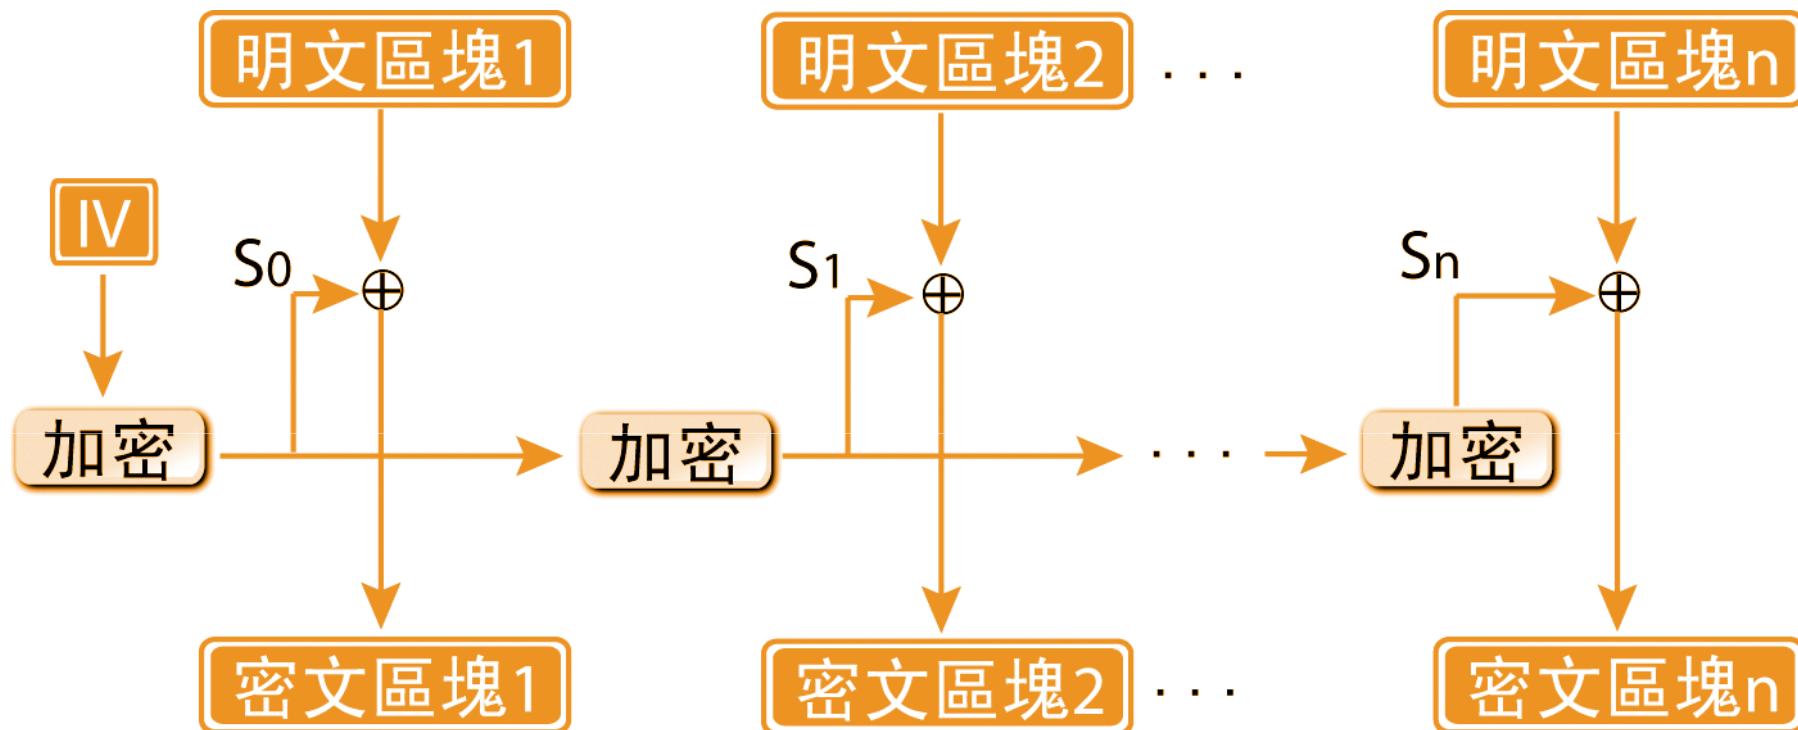 明文區塊1 明文區塊2 . . . 明文區塊n
IV
S0 S1 Sn
加密 加密 . . . 加密
密文區塊1 密文區塊2 . . . 密文區塊n